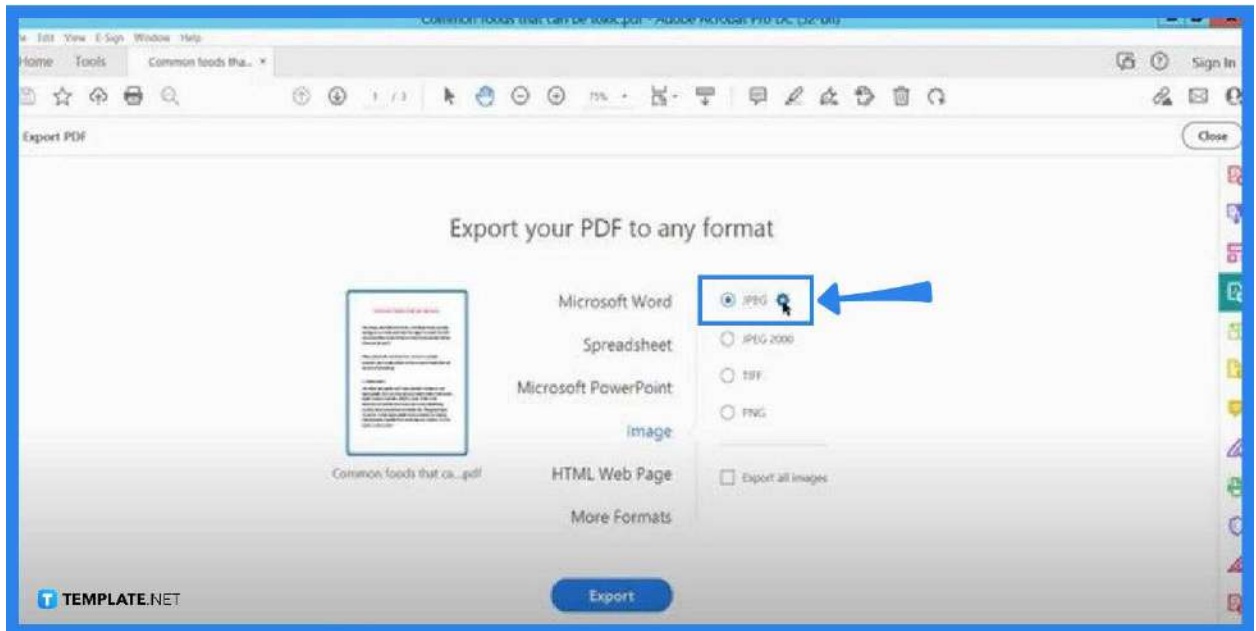 Common foods that can be toxic.pdf - Adobe Acrobat Pro DC (32-bit)
Edit View E-Sign Window Help
Home Tools Common foods tha... × Sign In
1 / 3 75%
Export PDF Close
Export your PDF to any format
Microsoft Word JPEG
Spreadsheet JPEG 2000
Microsoft PowerPoint TIFF
Image PNG
Common foods that ca...pdf HTML Web Page Export all images
More Formats
Export
T TEMPLATE.NET